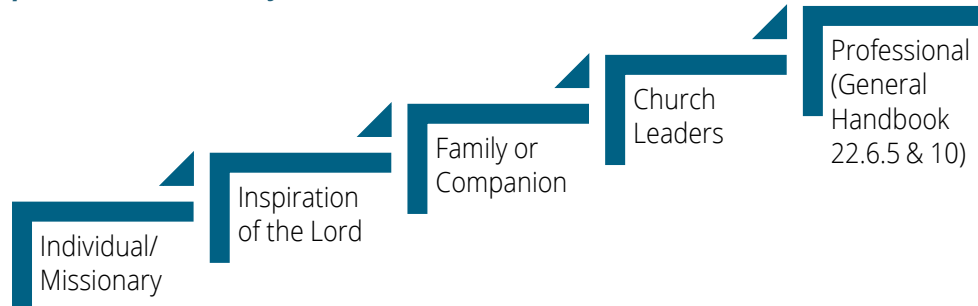 Individual/
Missionary
Inspiration
of the Lord
Family or
Companion
Church
Leaders
Professional
(General
Handbook
22.6.5 & 10)